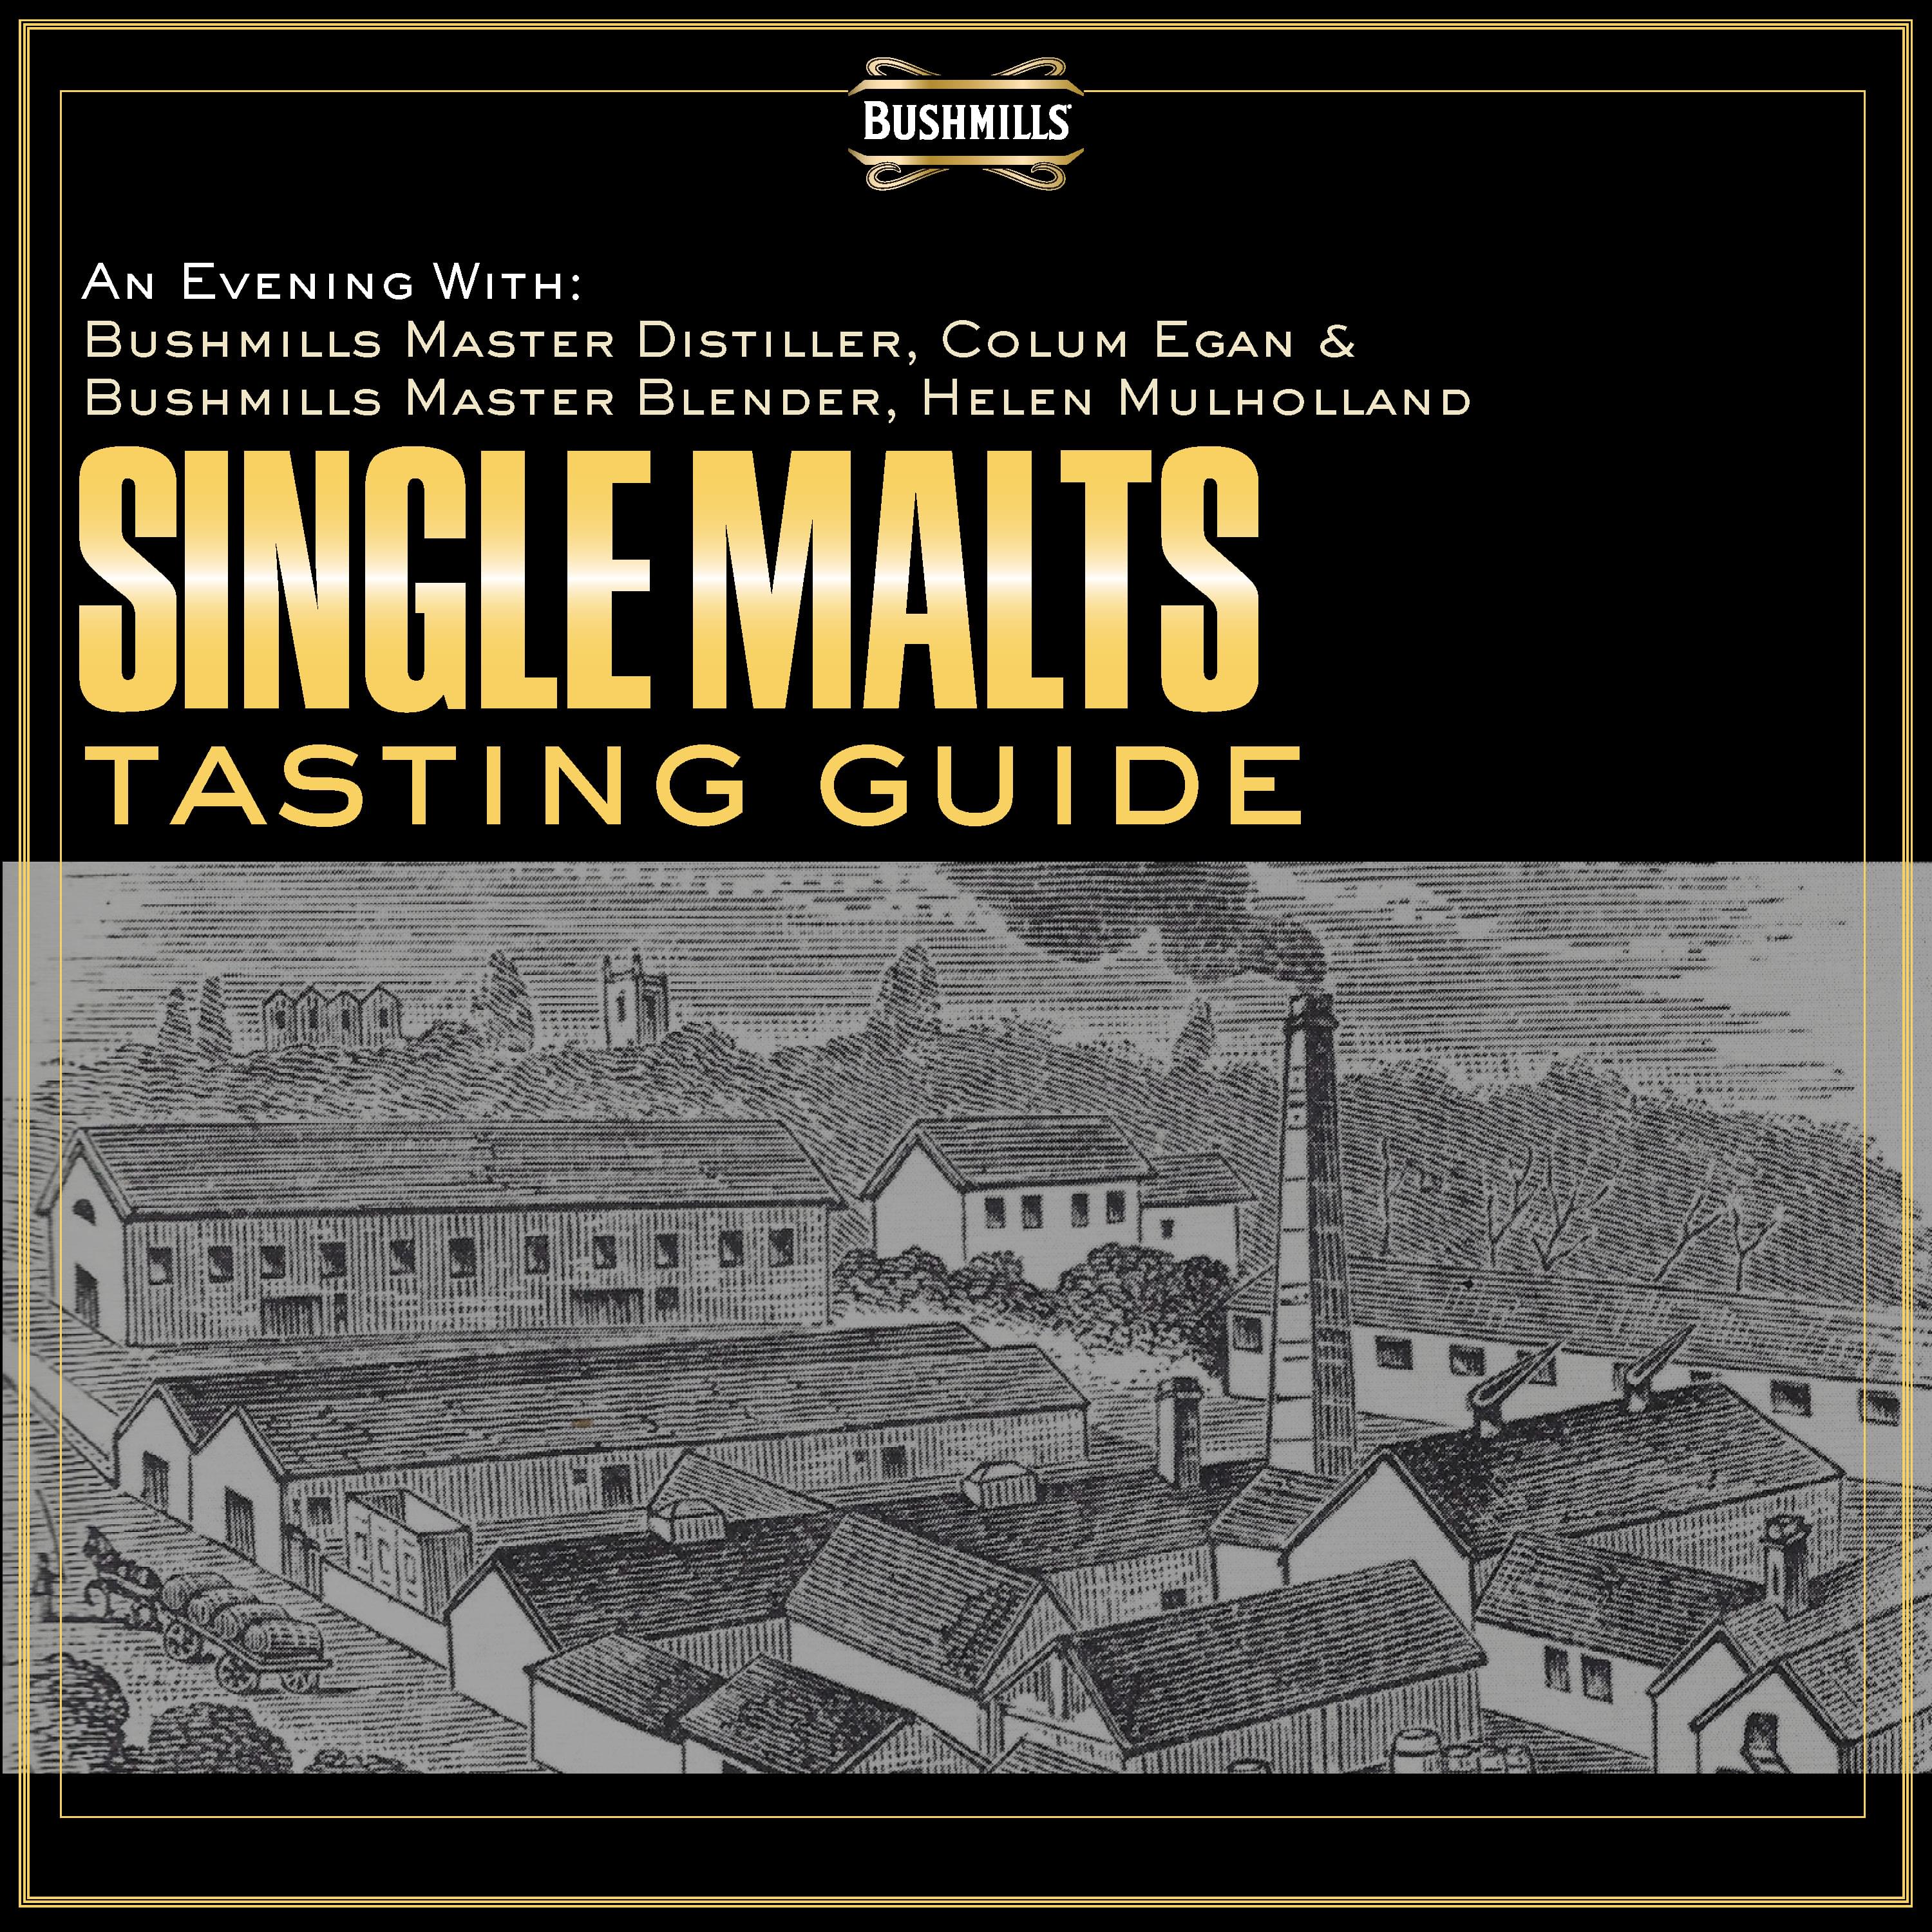 BUSHMILLS®
AN EVENING WITH:
BUSHMILLS MASTER DISTILLER, COLUM EGAN &
BUSHMILLS MASTER BLENDER, HELEN MULHOLLAND
SINGLE MALTS
TASTING GUIDE